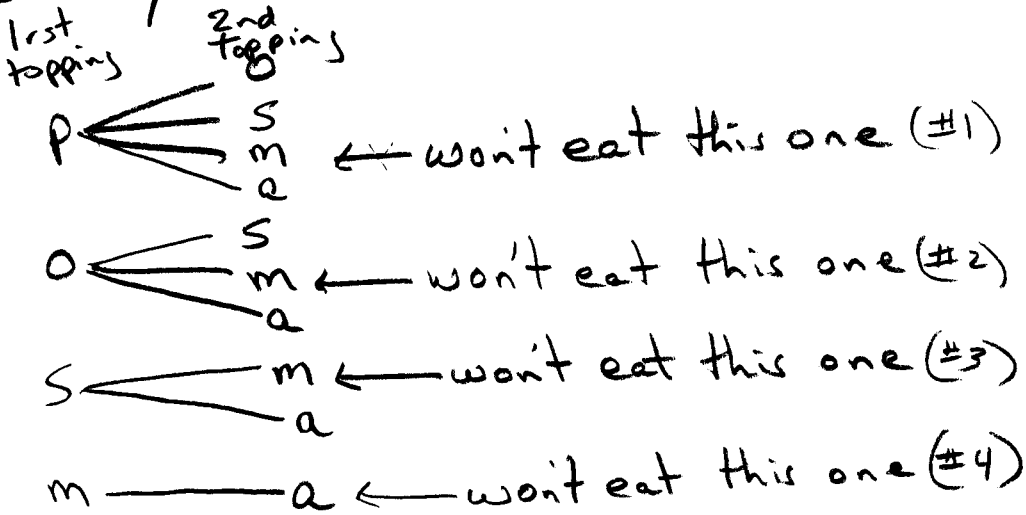 1rst topping
2nd topping
P
O
S
m ← won't eat this one (#1)
a
O
S
m ← won't eat this one (#2)
a
S
m ← won't eat this one (#3)
a
m a ← won't eat this one (#4)